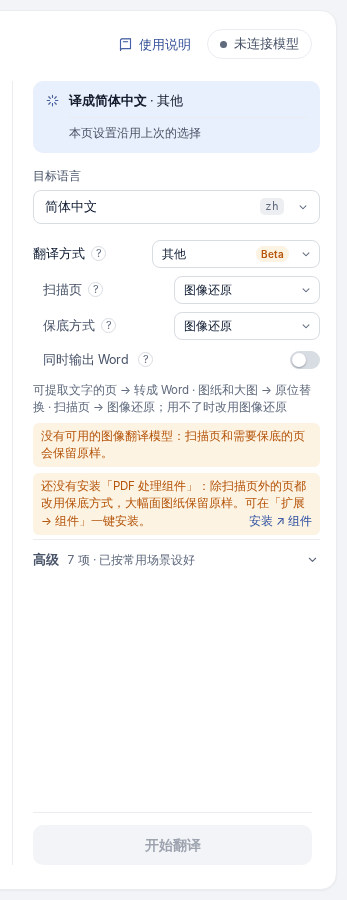 使用说明
未连接模型
译成简体中文 · 其他
本页设置沿用上次的选择
目标语言
简体中文 zh
翻译方式 ? 其他 Beta
扫描页 ? 图像还原
保底方式 ? 图像还原
同时输出 Word ?
可提取文字的页 → 转成 Word · 图纸和大图 → 原位替
换 · 扫描页 → 图像还原；用不了时改用图像还原
没有可用的图像翻译模型：扫描页和需要保底的页
会保留原样。
还没有安装「PDF 处理组件」：除扫描页外的页都
改用保底方式，大幅面图纸保留原样。可在「扩展
→ 组件」一键安装。 安装 ↗ 组件
高级 7 项 · 已按常用场景设好
开始翻译